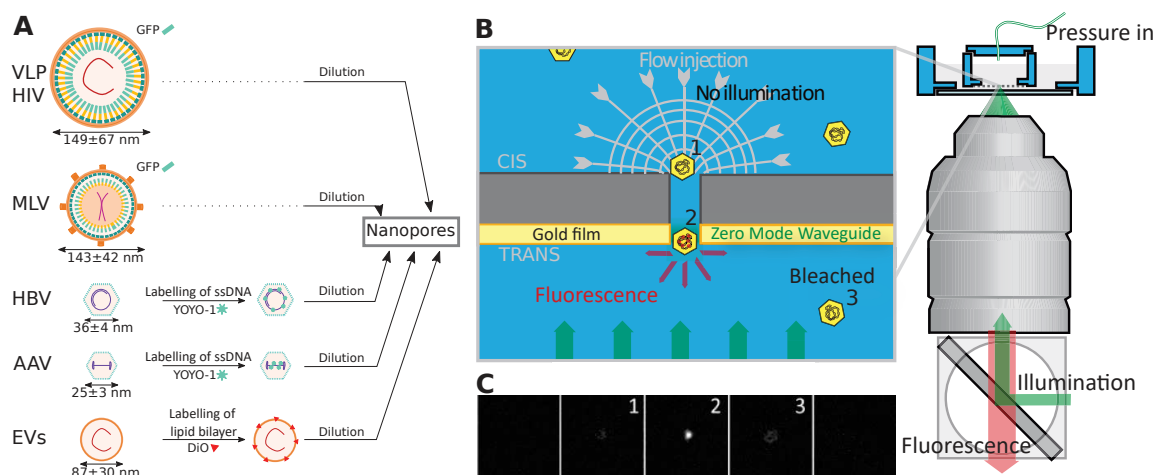 A
GFP
VLP
HIV
Dilution
149±67 nm
GFP
MLV
Dilution
143±42 nm
Nanopores
HBV
Labelling of ssDNA
YOYO-1
Dilution
36±4 nm
AAV
Labelling of ssDNA
YOYO-1
Dilution
25±3 nm
EVs
Labelling of
lipid bilayer
DiO
Dilution
87±30 nm
B
Flow injection
No illumination
1
CIS
2
Gold film
Zero Mode Waveguide
TRANS
Fluorescence
Bleached
3
Pressure in
Illumination
Fluorescence
C
1
2
3